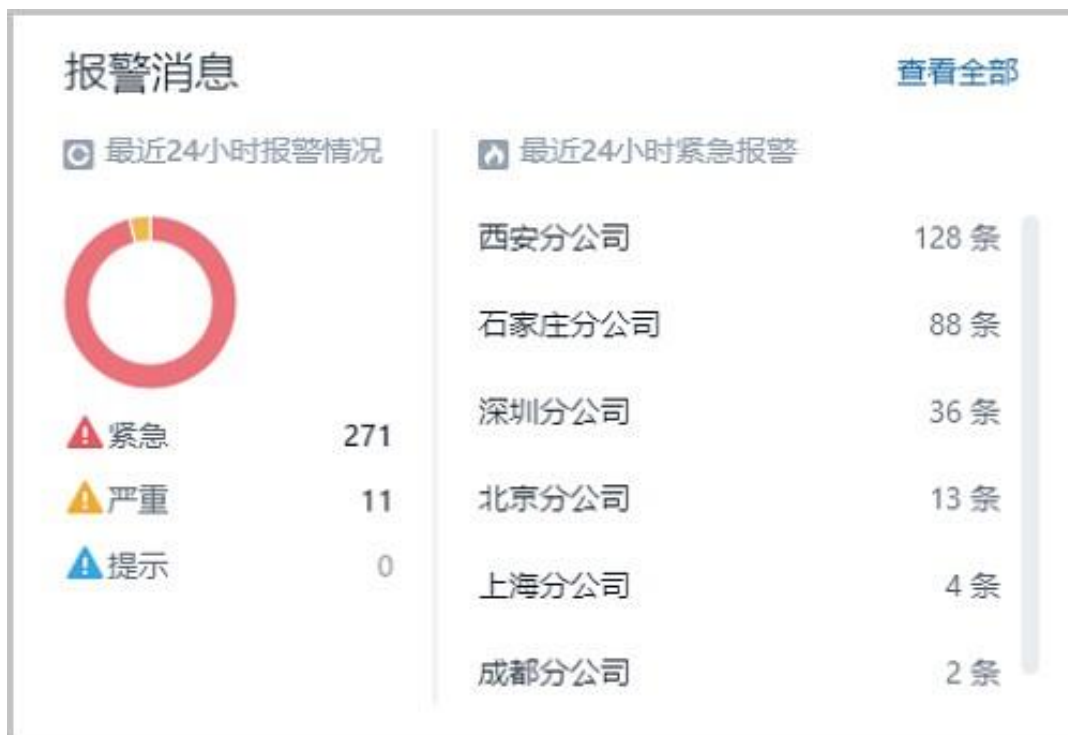 报警消息
查看全部
最近24小时报警情况
紧急 271
严重 11
提示 0
最近24小时紧急报警
西安分公司 128 条
石家庄分公司 88 条
深圳分公司 36 条
北京分公司 13 条
上海分公司 4 条
成都分公司 2 条